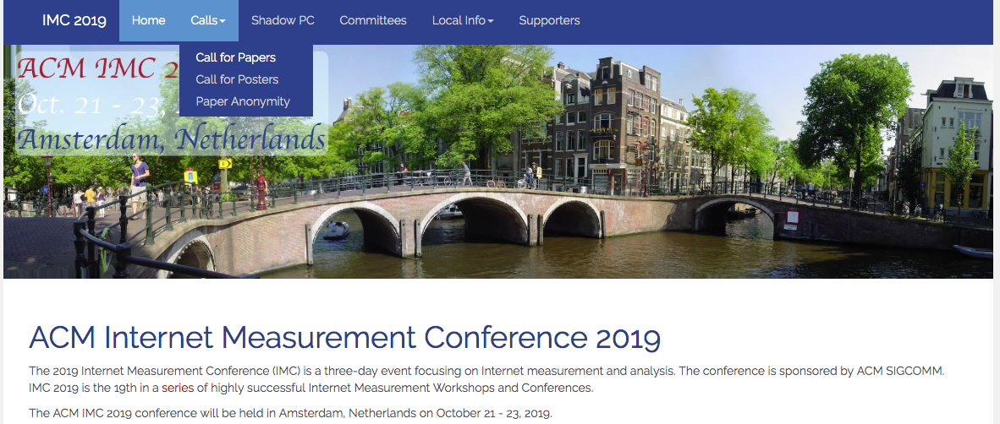 IMC 2019 Home Calls Shadow PC Committees Local Info Supporters
Call for Papers
Call for Posters
Paper Anonymity
ACM IMC 2
Oct. 21 - 23,
Amsterdam, Netherlands
ACM Internet Measurement Conference 2019
The 2019 Internet Measurement Conference (IMC) is a three-day event focusing on Internet measurement and analysis. The conference is sponsored by ACM SIGCOMM.
IMC 2019 is the 19th in a series of highly successful Internet Measurement Workshops and Conferences.
The ACM IMC 2019 conference will be held in Amsterdam, Netherlands on October 21 - 23, 2019.